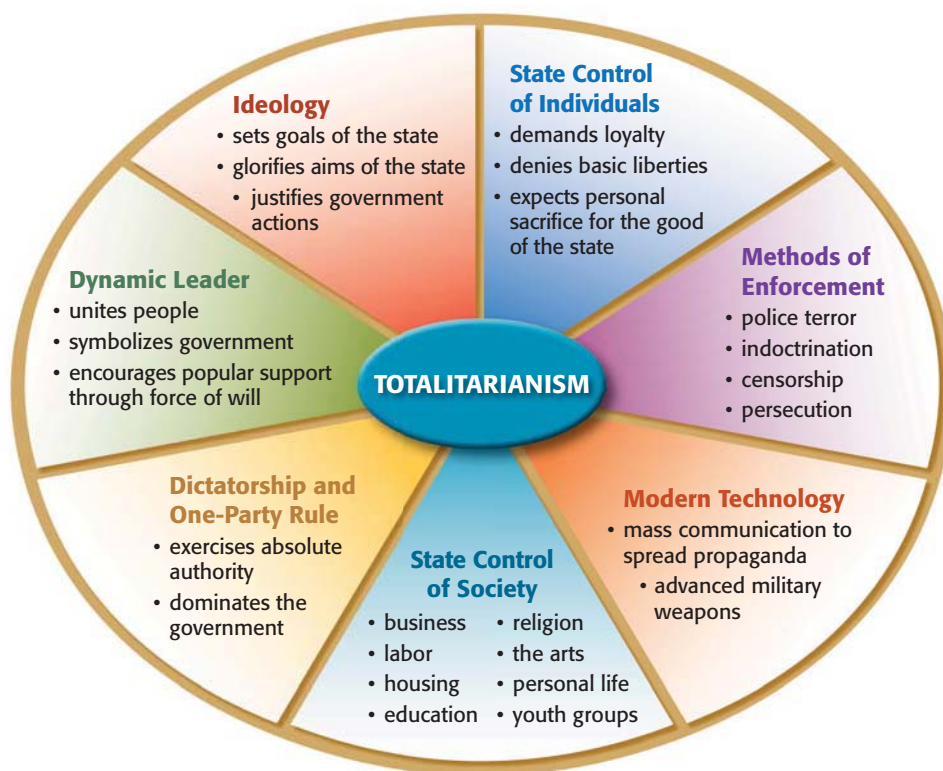 Ideology
• sets goals of the state
• glorifies aims of the state
• justifies government
actions
State Control
of Individuals
• demands loyalty
• denies basic liberties
• expects personal
sacrifice for the good
of the state
Methods of
Enforcement
• police terror
• indoctrination
• censorship
• persecution
Modern Technology
• mass communication to
spread propaganda
• advanced military
weapons
State Control
of Society
• business
• labor
• housing
• education
• religion
• the arts
• personal life
• youth groups
Dictatorship and
One-Party Rule
• exercises absolute
authority
• dominates the
government
Dynamic Leader
• unites people
• symbolizes government
• encourages popular support
through force of will
TOTALITARIANISM